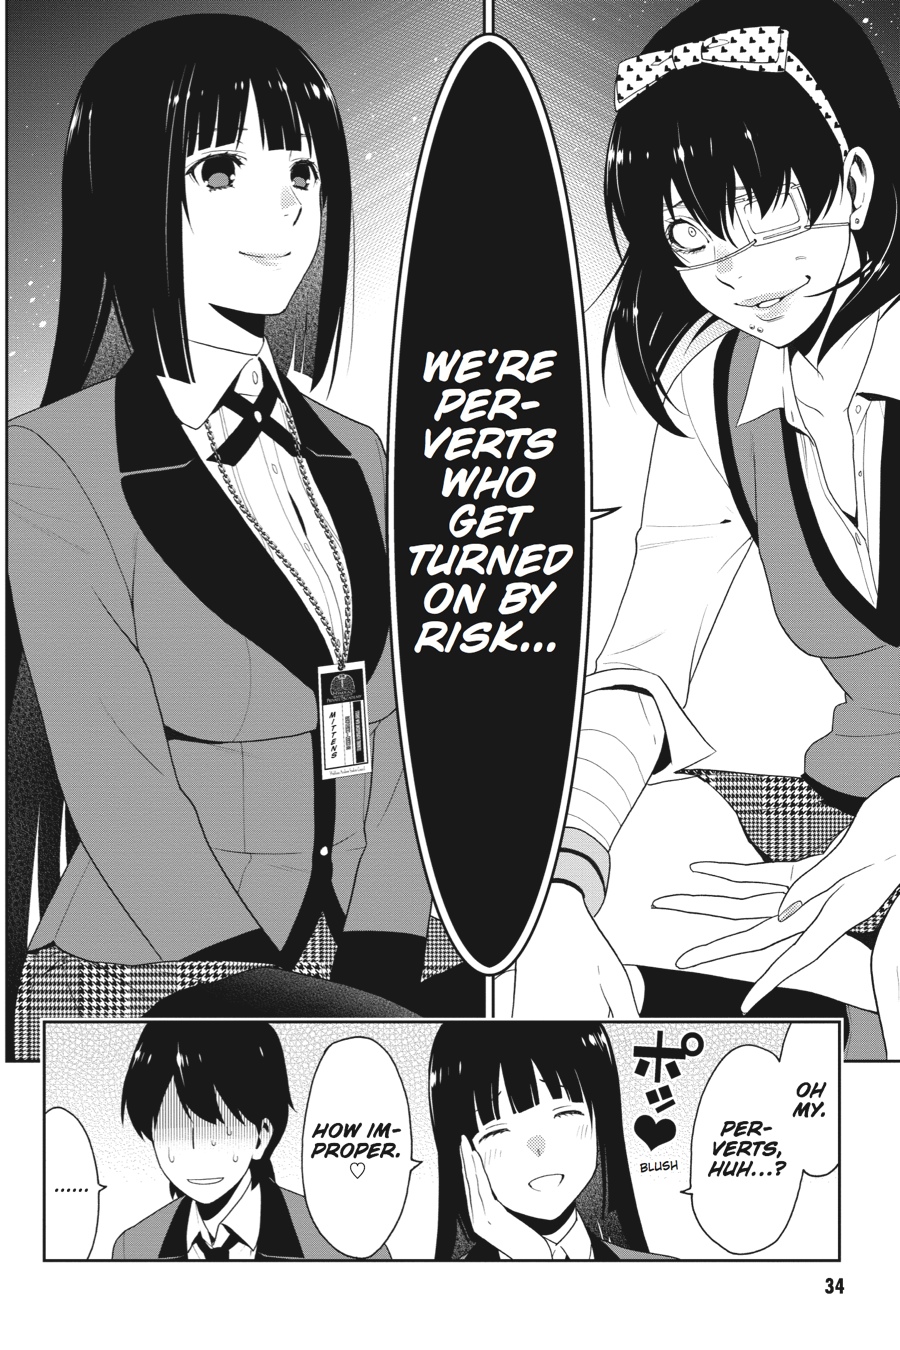 WE'RE
PER-
VERTS
WHO
GET
TURNED
ON BY
RISK...
MITTENS
OH
MY.
PER-
VERTS,
HUH...?
ポッ♥
BLUSH
HOW IM-
PROPER.
♡
......
34